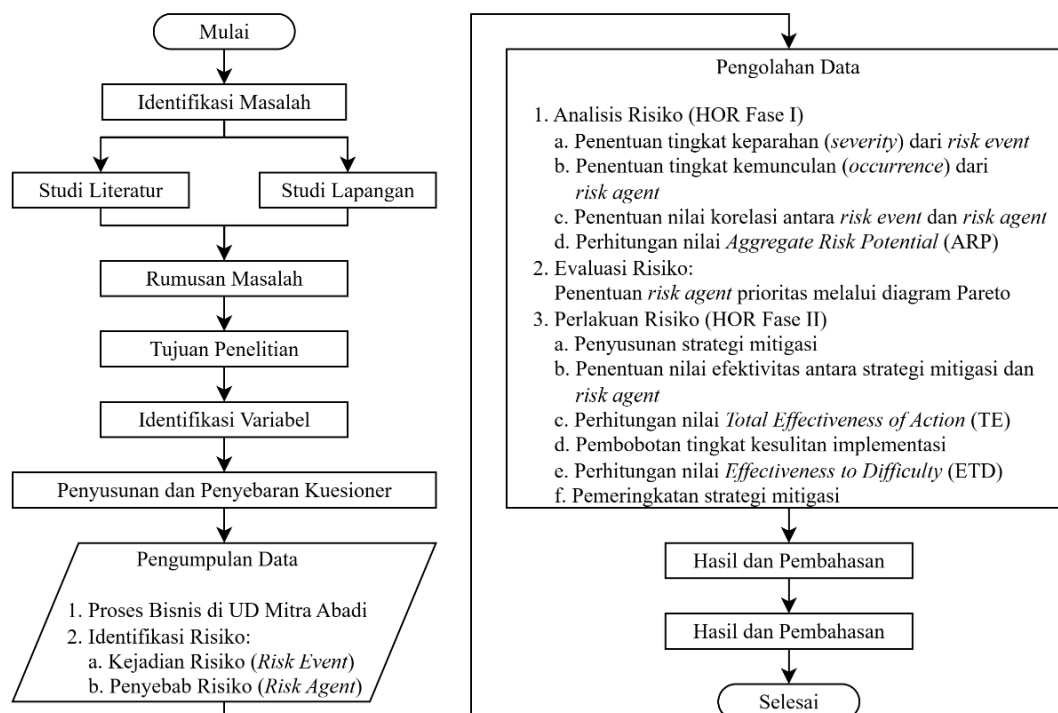 Mulai
Identifikasi Masalah
Studi Literatur
Studi Lapangan
Rumusan Masalah
Tujuan Penelitian
Identifikasi Variabel
Penyusunan dan Penyebaran Kuesioner
Pengumpulan Data
1. Proses Bisnis di UD Mitra Abadi
2. Identifikasi Risiko:
a. Kejadian Risiko (Risk Event)
b. Penyebab Risiko (Risk Agent)
Pengolahan Data
1. Analisis Risiko (HOR Fase I)
a. Penentuan tingkat keparahan (severity) dari risk event
b. Penentuan tingkat kemunculan (occurrence) dari
risk agent
c. Penentuan nilai korelasi antara risk event dan risk agent
d. Perhitungan nilai Aggregate Risk Potential (ARP)
2. Evaluasi Risiko:
Penentuan risk agent prioritas melalui diagram Pareto
3. Perlakuan Risiko (HOR Fase II)
a. Penyusunan strategi mitigasi
b. Penentuan nilai efektivitas antara strategi mitigasi dan
risk agent
c. Perhitungan nilai Total Effectiveness of Action (TE)
d. Pembobotan tingkat kesulitan implementasi
e. Perhitungan nilai Effectiveness to Difficulty (ETD)
f. Pemeringkatan strategi mitigasi
Hasil dan Pembahasan
Hasil dan Pembahasan
Selesai